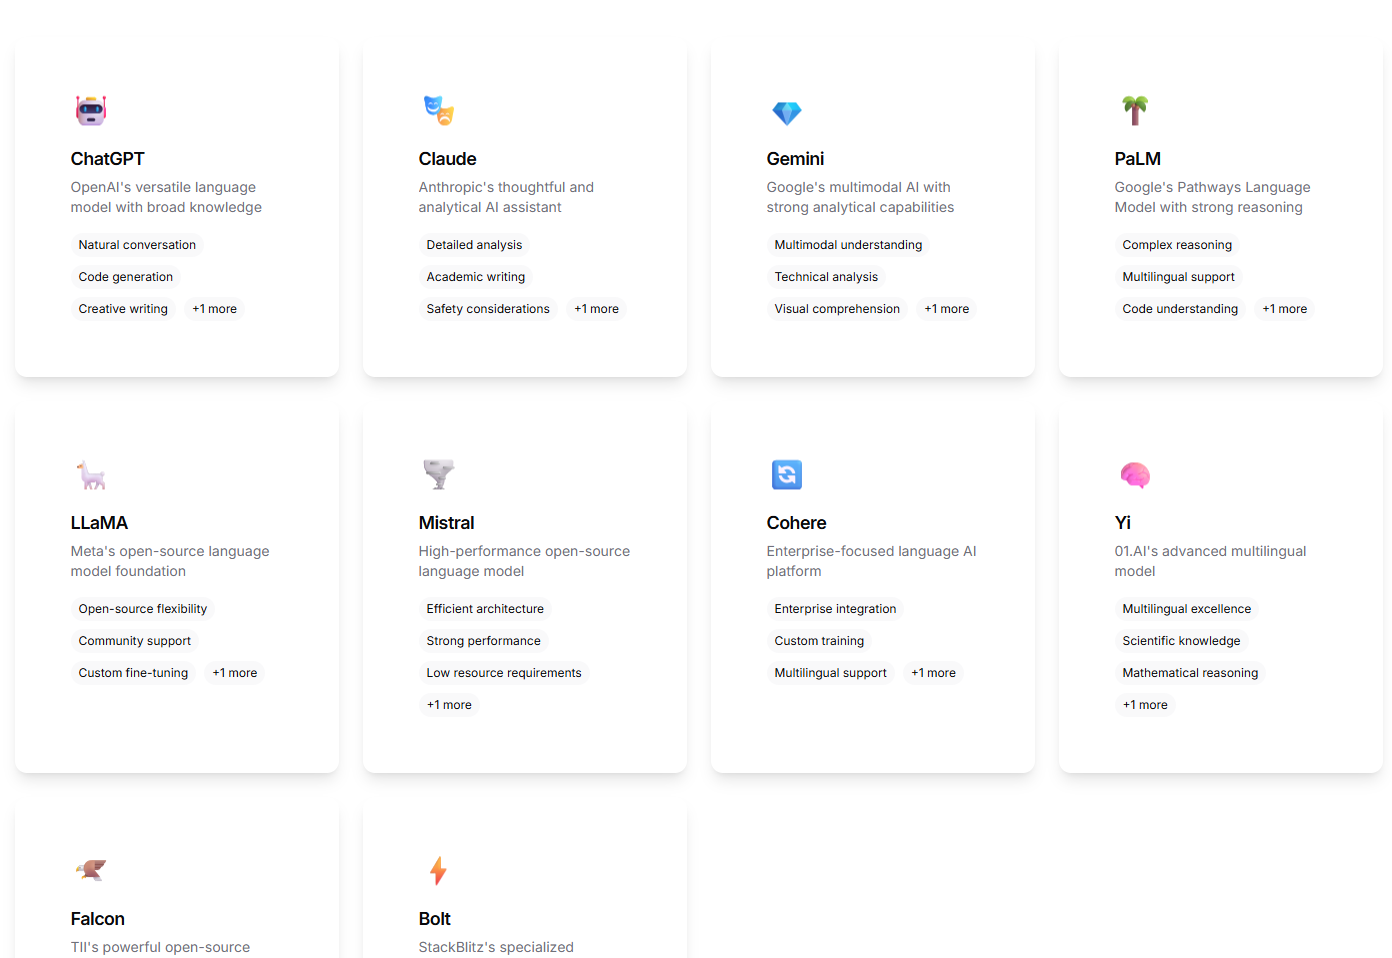 ChatGPT
OpenAI's versatile language
model with broad knowledge
Natural conversation
Code generation
Creative writing
+1 more
Claude
Anthropic's thoughtful and
analytical AI assistant
Detailed analysis
Academic writing
Safety considerations
+1 more
Gemini
Google's multimodal AI with
strong analytical capabilities
Multimodal understanding
Technical analysis
Visual comprehension
+1 more
PaLM
Google's Pathways Language
Model with strong reasoning
Complex reasoning
Multilingual support
Code understanding
+1 more
LLaMA
Meta's open-source language
model foundation
Open-source flexibility
Community support
Custom fine-tuning
+1 more
Mistral
High-performance open-source
language model
Efficient architecture
Strong performance
Low resource requirements
+1 more
Cohere
Enterprise-focused language AI
platform
Enterprise integration
Custom training
Multilingual support
+1 more
Yi
01.AI's advanced multilingual
model
Multilingual excellence
Scientific knowledge
Mathematical reasoning
+1 more
Falcon
TII's powerful open-source
Bolt
StackBlitz's specialized